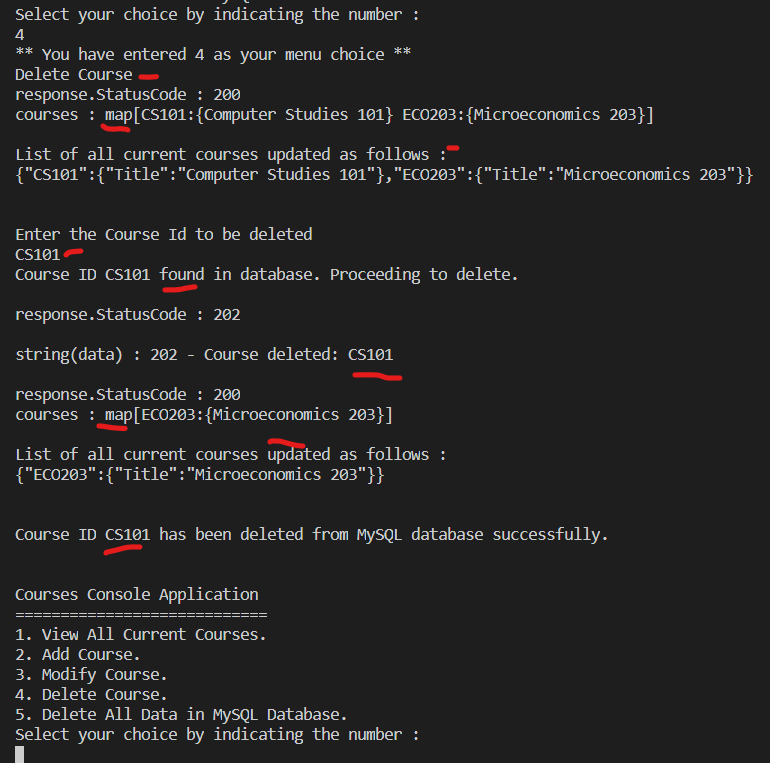 Select your choice by indicating the number :
4
** You have entered 4 as your menu choice **
Delete Course
response.StatusCode : 200
courses : map[CS101:{Computer Studies 101} ECO203:{Microeconomics 203}]
List of all current courses updated as follows :
{"CS101":{"Title":"Computer Studies 101"},"ECO203":{"Title":"Microeconomics 203"}}
Enter the Course Id to be deleted
CS101
Course ID CS101 found in database. Proceeding to delete.
response.StatusCode : 202
string(data) : 202 - Course deleted: CS101
response.StatusCode : 200
courses : map[ECO203:{Microeconomics 203}]
List of all current courses updated as follows :
{"ECO203":{"Title":"Microeconomics 203"}}
Course ID CS101 has been deleted from MySQL database successfully.
Courses Console Application
============================
1. View All Current Courses.
2. Add Course.
3. Modify Course.
4. Delete Course.
5. Delete All Data in MySQL Database.
Select your choice by indicating the number :